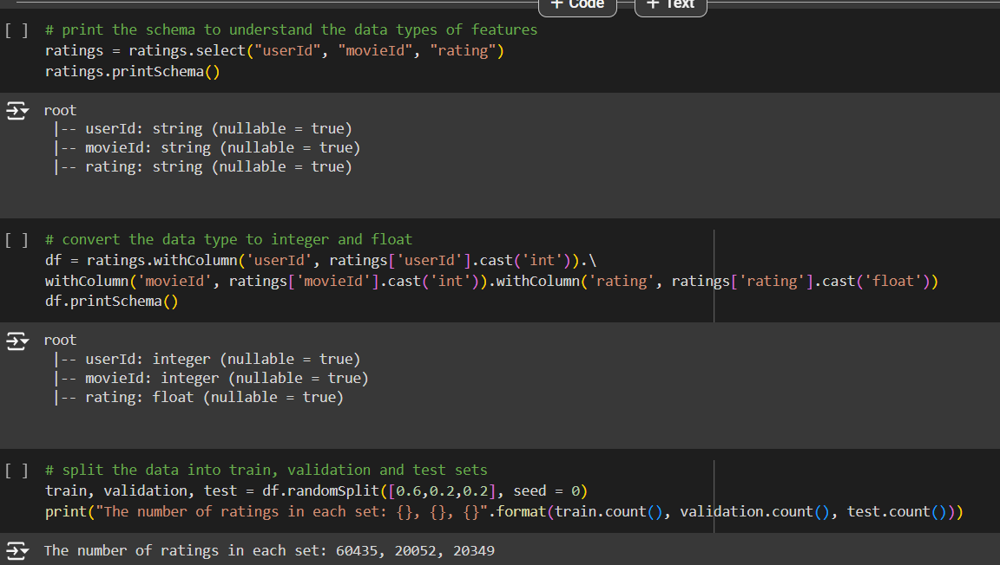 + Code + Text
[ ] # print the schema to understand the data types of features
ratings = ratings.select("userId", "movieId", "rating")
ratings.printSchema()
root
|-- userId: string (nullable = true)
|-- movieId: string (nullable = true)
|-- rating: string (nullable = true)
[ ] # convert the data type to integer and float
df = ratings.withColumn('userId', ratings['userId'].cast('int')).\
withColumn('movieId', ratings['movieId'].cast('int')).withColumn('rating', ratings['rating'].cast('float'))
df.printSchema()
root
|-- userId: integer (nullable = true)
|-- movieId: integer (nullable = true)
|-- rating: float (nullable = true)
[ ] # split the data into train, validation and test sets
train, validation, test = df.randomSplit([0.6,0.2,0.2], seed = 0)
print("The number of ratings in each set: {}, {}, {}".format(train.count(), validation.count(), test.count()))
The number of ratings in each set: 60435, 20052, 20349